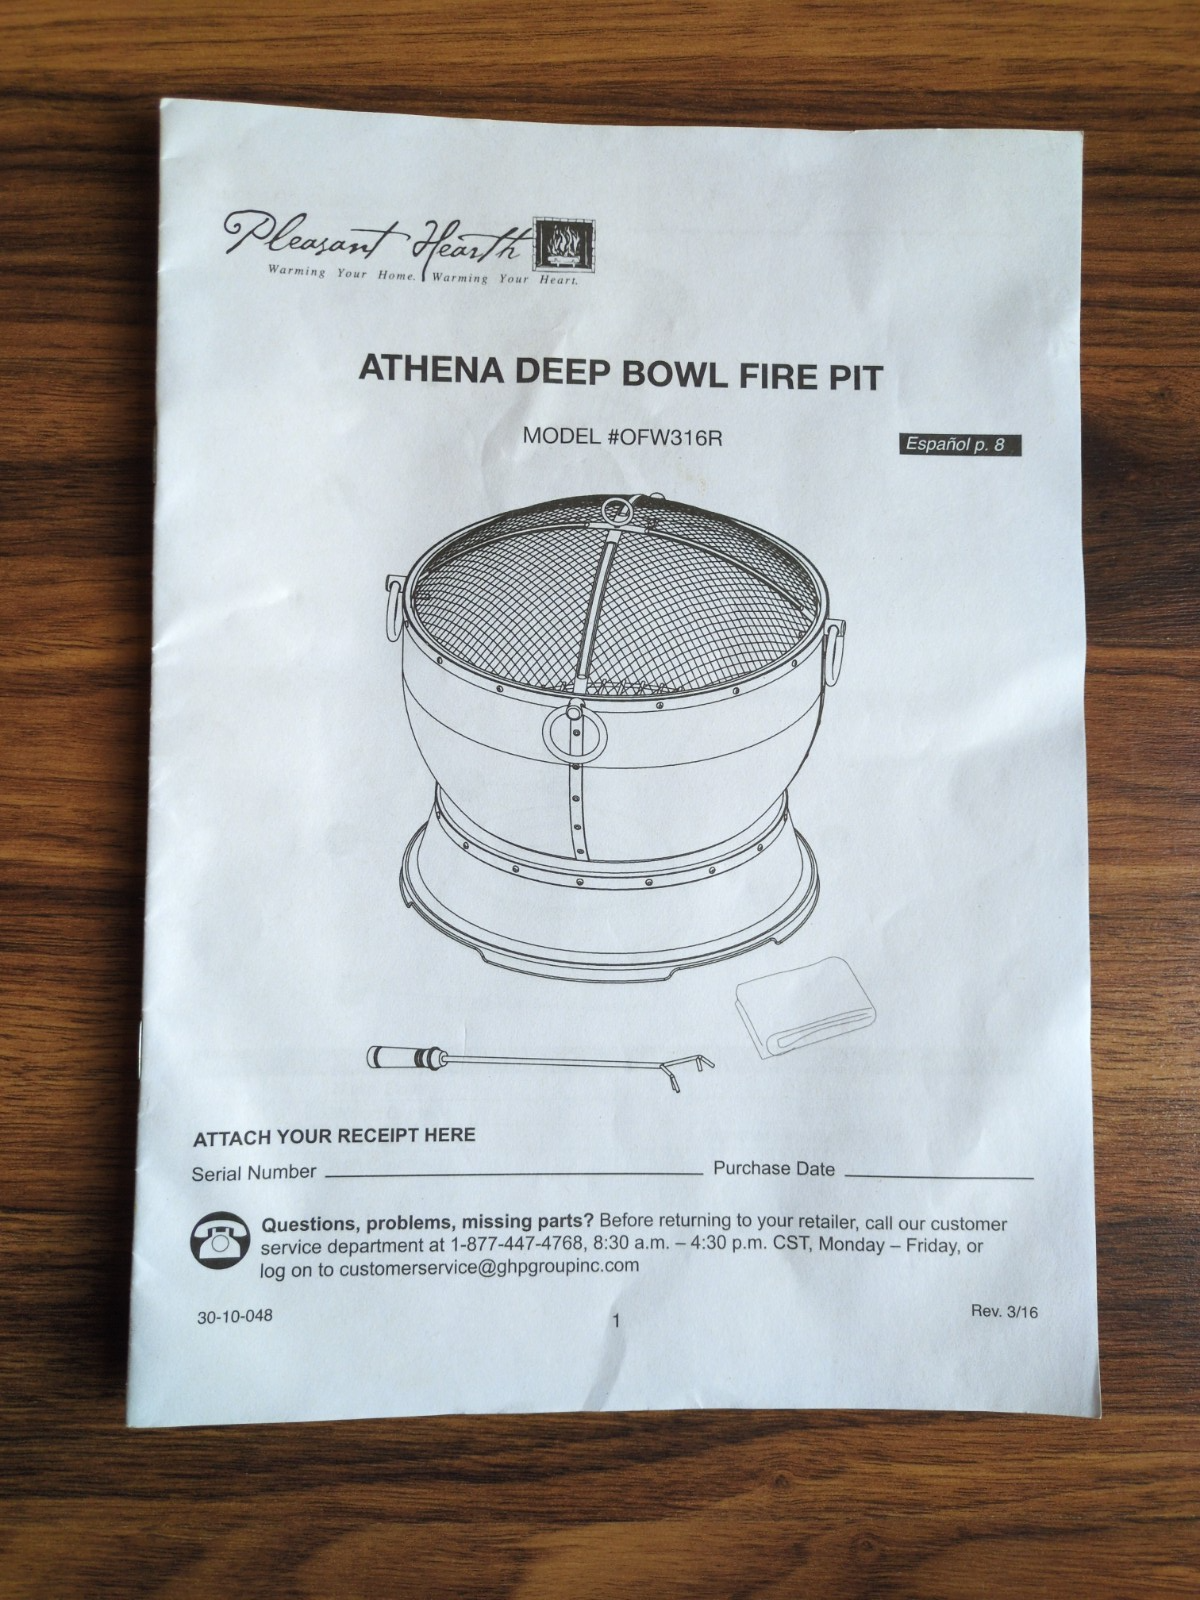 Pleasant Hearth
Warming Your Home. Warming Your Heart.
ATHENA DEEP BOWL FIRE PIT
MODEL #OFW316R
Español p. 8
ATTACH YOUR RECEIPT HERE
Serial Number Purchase Date
Questions, problems, missing parts? Before returning to your retailer, call our customer
service department at 1-877-447-4768, 8:30 a.m. – 4:30 p.m. CST, Monday – Friday, or
log on to customerservice@ghpgroupinc.com
30-10-048 1 Rev. 3/16